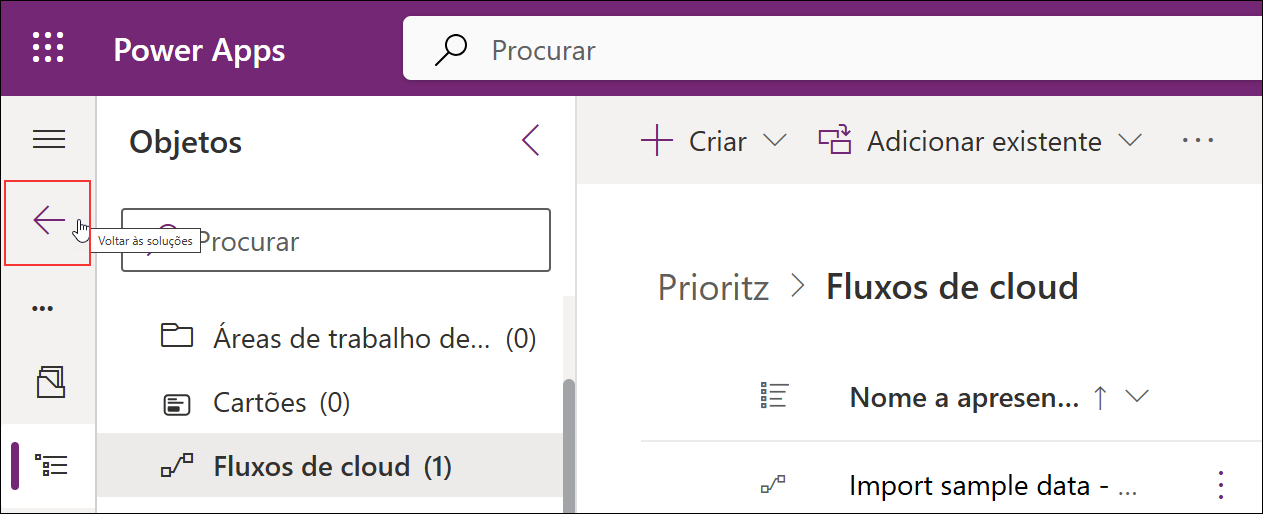 Power Apps
Procurar
Objetos
Criar
Adicionar existente
Voltar às soluções
Procurar
Prioritz > Fluxos de cloud
Áreas de trabalho de... (0)
Cartões (0)
Nome a apresen...
Fluxos de cloud (1)
Import sample data - ...